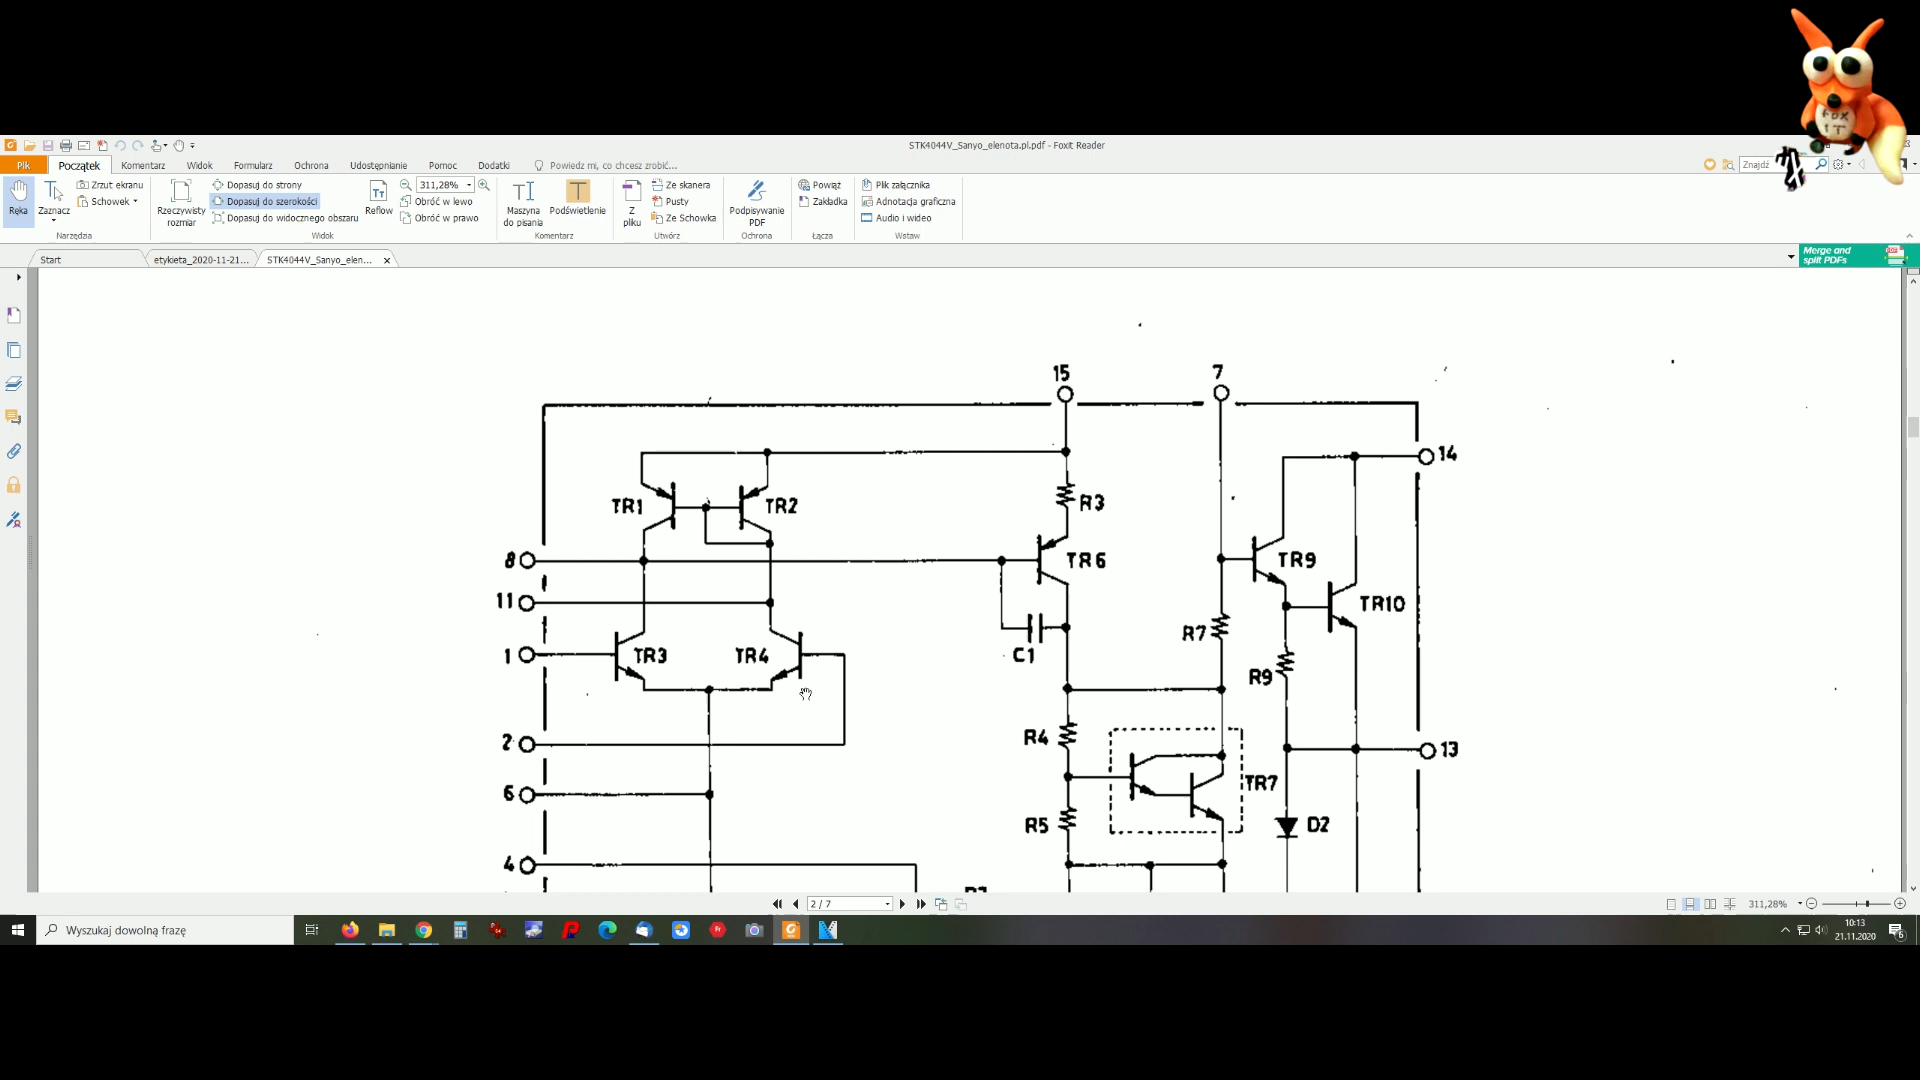 FOX
IT
STK4044V_Sanyo_elenota.pl.pdf - Foxit Reader
Plik
Początek
Komentarz
Widok
Formularz
Ochrona
Udostępnianie
Pomoc
Dodatki
Powiedz mi, co chcesz zrobić...
Znajdź
Ręka
Zaznacz
Zrzut ekranu
Schowek
Narzędzia
Rzeczywisty rozmiar
Dopasuj do strony
Dopasuj do szerokości
Dopasuj do widocznego obszaru
Reflow
311,28%
Obróć w lewo
Obróć w prawo
Widok
Maszyna do pisania
Podświetlenie
Komentarz
Z pliku
Ze skanera
Pusty
Ze Schowka
Utwórz
Podpisywanie PDF
Ochrona
Powiąż
Zakładka
Łącza
Plik załącznika
Adnotacja graficzna
Audio i wideo
Wstaw
Start
etykieta_2020-11-21...
STK4044V_Sanyo_elen...
Merge and
split PDFs
15
7
14
TR1
TR2
R3
8
TR6
TR9
11
TR10
1
TR3
TR4
C1
R7
R9
2
R4
13
6
TR7
R5
D2
4
2 / 7
311,28%
Wyszukaj dowolną frazę
10:13
21.11.2020